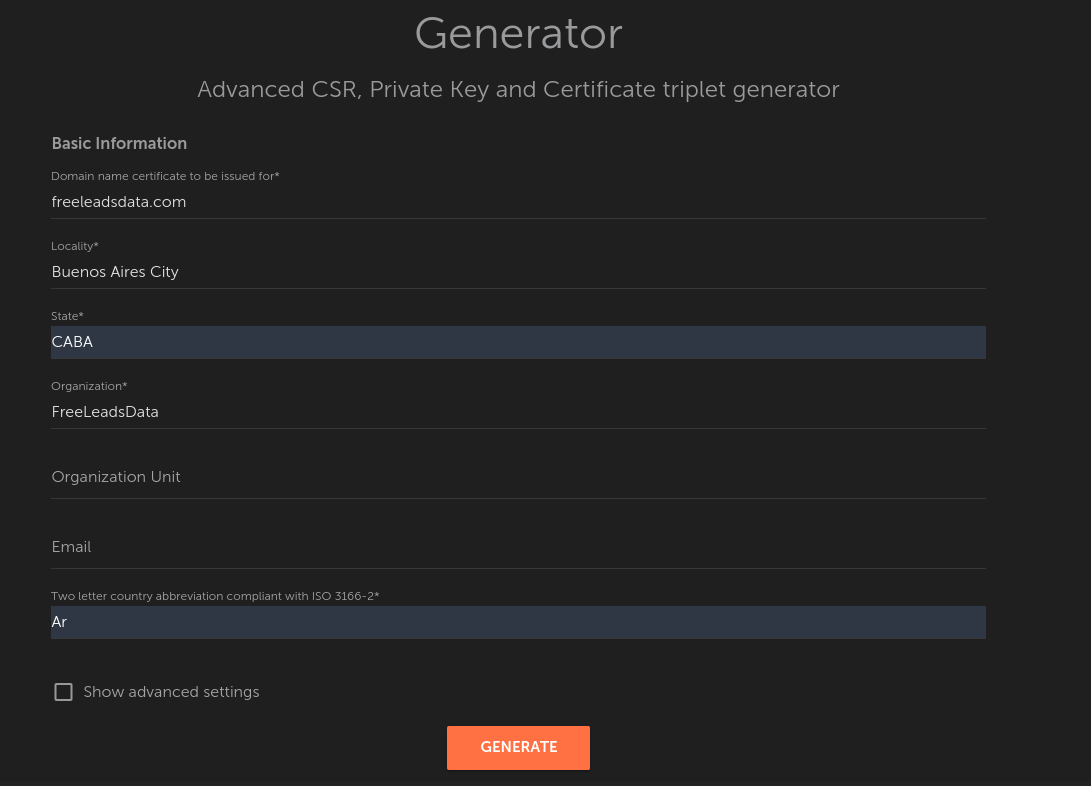 Generator
Advanced CSR, Private Key and Certificate triplet generator
Basic Information
Domain name certificate to be issued for*
freeleadsdata.com
Locality*
Buenos Aires City
State*
CABA
Organization*
FreeLeadsData
Organization Unit
Email
Two letter country abbreviation compliant with ISO 3166-2*
Ar
Show advanced settings
GENERATE